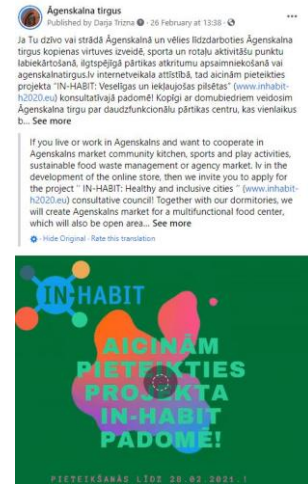 Āgenskalna tirgus
Published by Darja Trizna · 26 February at 13:38 ·
Ja Tu dzīvo vai strādā Āgenskalnā un vēlies līdzdarboties Āgenskalna
tirgus kopienas virtuves izveidē, sporta un rotaļu aktivitāšu punktu
labiekārtošanā, ilgtspējīgā pārtikas atkritumu apsaimniekošanā vai
agenskalnatirgus.lv internetveikala attīstībā, tad aicinām pieteikties
projekta "IN-HABIT: Veselīgas un iekļaujošas pilsētas" (www.inhabit-
h2020.eu) konsultatīvajā padomē! Kopīgi ar domubiedriem veidosim
Āgenskalna tirgu par daudzfunkcionālu pārtikas centru, kas vienlaikus
b... See more
If you live or work in Agenskalns and want to cooperate in
Agenskalns market community kitchen, sports and play activities,
sustainable food waste management or agency market. lv in the
development of the online store, then we invite you to apply for
the project " IN-HABIT: Healthy and inclusive cities " (www.inhabit-
h2020.eu) consultative council! Together with our dormitories, we
will create Agenskalns market for a multifunctional food center,
which will also be open area... See more
· Hide Original · Rate this translation
IN-HABIT
AICINĀM
PIETEIKTIES
PROJEKTA
IN-HABIT
PADOMĒ!
PIETEIKŠANĀS LĪDZ 28.02.2021.!